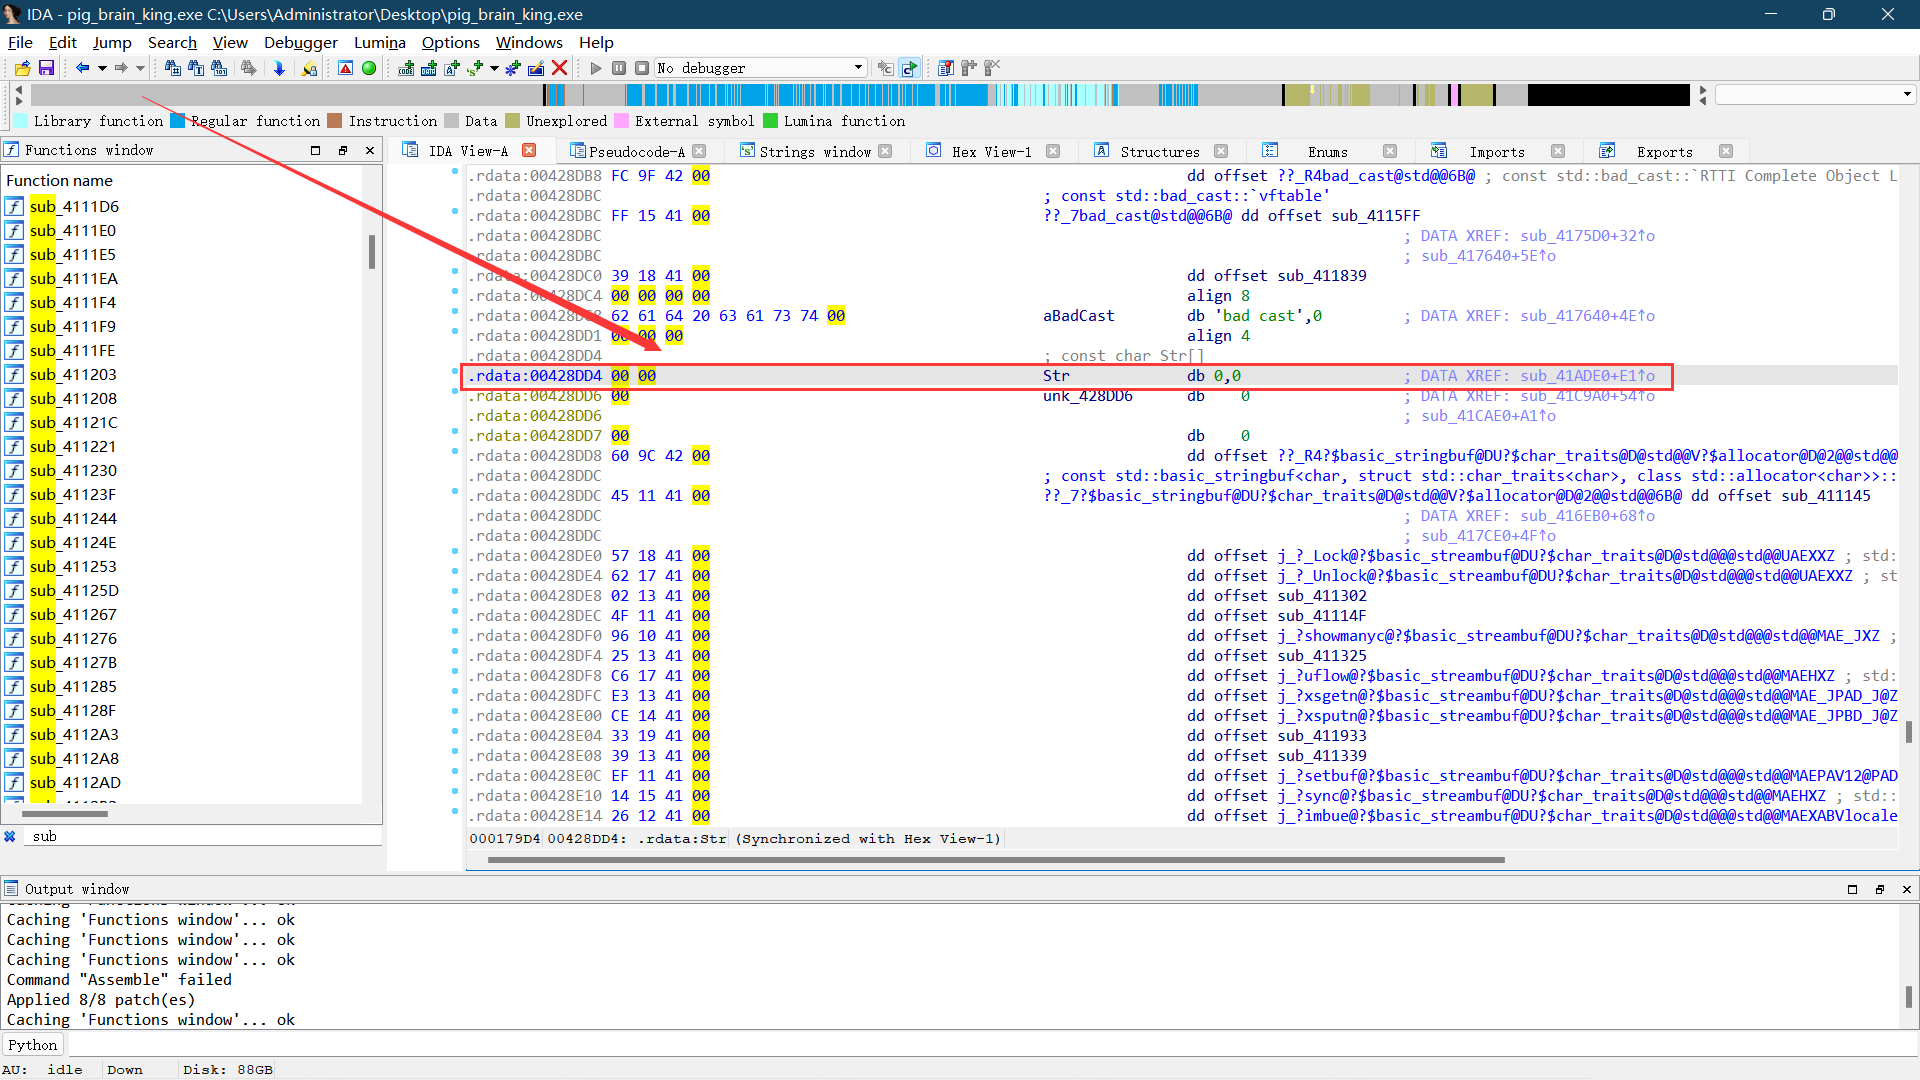 IDA - pig_brain_king.exe C:\Users\Administrator\Desktop\pig_brain_king.exe
File Edit Jump Search View Debugger Lumina Options Windows Help
No debugger
Library function Regular function Instruction Data Unexplored External symbol Lumina function
Functions window
IDA View-A Pseudocode-A Strings window Hex View-1 Structures Enums Imports Exports
Function name
sub_4111D6
sub_4111E0
sub_4111E5
sub_4111EA
sub_4111F4
sub_4111F9
sub_4111FE
sub_411203
sub_411208
sub_41121C
sub_411221
sub_411230
sub_41123F
sub_411244
sub_41124E
sub_411253
sub_41125D
sub_411267
sub_411276
sub_41127B
sub_411285
sub_41128F
sub_4112A3
sub_4112A8
sub_4112AD
sub
.rdata:00428DB8 FC 9F 42 00 dd offset ??_R4bad_cast@std@@6B@ ; const std::bad_cast::`RTTI Complete Object L
.rdata:00428DBC ; const std::bad_cast::`vftable'
.rdata:00428DBC FF 15 41 00 ??_7bad_cast@std@@6B@ dd offset sub_4115FF
.rdata:00428DBC ; DATA XREF: sub_4175D0+32↑o
.rdata:00428DBC ; sub_417640+5E↑o
.rdata:00428DC0 39 18 41 00 dd offset sub_411839
.rdata:00428DC4 00 00 00 00 align 8
62 61 64 20 63 61 73 74 00 aBadCast db 'bad cast',0 ; DATA XREF: sub_417640+4E↑o
.rdata:00428DD1 00 00 00 align 4
.rdata:00428DD4 ; const char Str[]
.rdata:00428DD4 00 00 Str db 0,0 ; DATA XREF: sub_41ADE0+E1↑o
.rdata:00428DD6 00 unk_428DD6 db 0 ; DATA XREF: sub_41C9A0+54↑o
.rdata:00428DD6 ; sub_41CAE0+A1↑o
.rdata:00428DD7 00 db 0
.rdata:00428DD8 60 9C 42 00 dd offset ??_R4?$basic_stringbuf@DU?$char_traits@D@std@@V?$allocator@D@2@@std@@
.rdata:00428DDC ; const std::basic_stringbuf<char, struct std::char_traits<char>, class std::allocator<char>>::
.rdata:00428DDC 45 11 41 00 ??_7?$basic_stringbuf@DU?$char_traits@D@std@@V?$allocator@D@2@@std@@6B@ dd offset sub_411145
.rdata:00428DDC ; DATA XREF: sub_416EB0+68↑o
.rdata:00428DDC ; sub_417CE0+4F↑o
.rdata:00428DE0 57 18 41 00 dd offset j_?_Lock@?$basic_streambuf@DU?$char_traits@D@std@@@std@@UAEXXZ ; std:
.rdata:00428DE4 62 17 41 00 dd offset j_?_Unlock@?$basic_streambuf@DU?$char_traits@D@std@@@std@@UAEXXZ ; st
.rdata:00428DE8 02 13 41 00 dd offset sub_411302
.rdata:00428DEC 4F 11 41 00 dd offset sub_41114F
.rdata:00428DF0 96 10 41 00 dd offset j_?showmanyc@?$basic_streambuf@DU?$char_traits@D@std@@@std@@MAE_JXZ ;
.rdata:00428DF4 25 13 41 00 dd offset sub_411325
.rdata:00428DF8 C6 17 41 00 dd offset j_?uflow@?$basic_streambuf@DU?$char_traits@D@std@@@std@@MAEHXZ ; std:
.rdata:00428DFC E3 13 41 00 dd offset j_?xsgetn@?$basic_streambuf@DU?$char_traits@D@std@@@std@@MAE_JPAD_J@Z
.rdata:00428E00 CE 14 41 00 dd offset j_?xsputn@?$basic_streambuf@DU?$char_traits@D@std@@@std@@MAE_JPBD_J@Z
.rdata:00428E04 33 19 41 00 dd offset sub_411933
.rdata:00428E08 39 13 41 00 dd offset sub_411339
.rdata:00428E0C EF 11 41 00 dd offset j_?setbuf@?$basic_streambuf@DU?$char_traits@D@std@@@std@@MAEPAV12@PAD
.rdata:00428E10 14 15 41 00 dd offset j_?sync@?$basic_streambuf@DU?$char_traits@D@std@@@std@@MAEHXZ ; std::
.rdata:00428E14 26 12 41 00 dd offset j_?imbue@?$basic_streambuf@DU?$char_traits@D@std@@@std@@MAEXABVlocale
000179D4 00428DD4: .rdata:Str (Synchronized with Hex View-1)
Output window
Caching 'Functions window'... ok
Caching 'Functions window'... ok
Caching 'Functions window'... ok
Command "Assemble" failed
Applied 8/8 patch(es)
Caching 'Functions window'... ok
Python
AU: idle Down Disk: 88GB